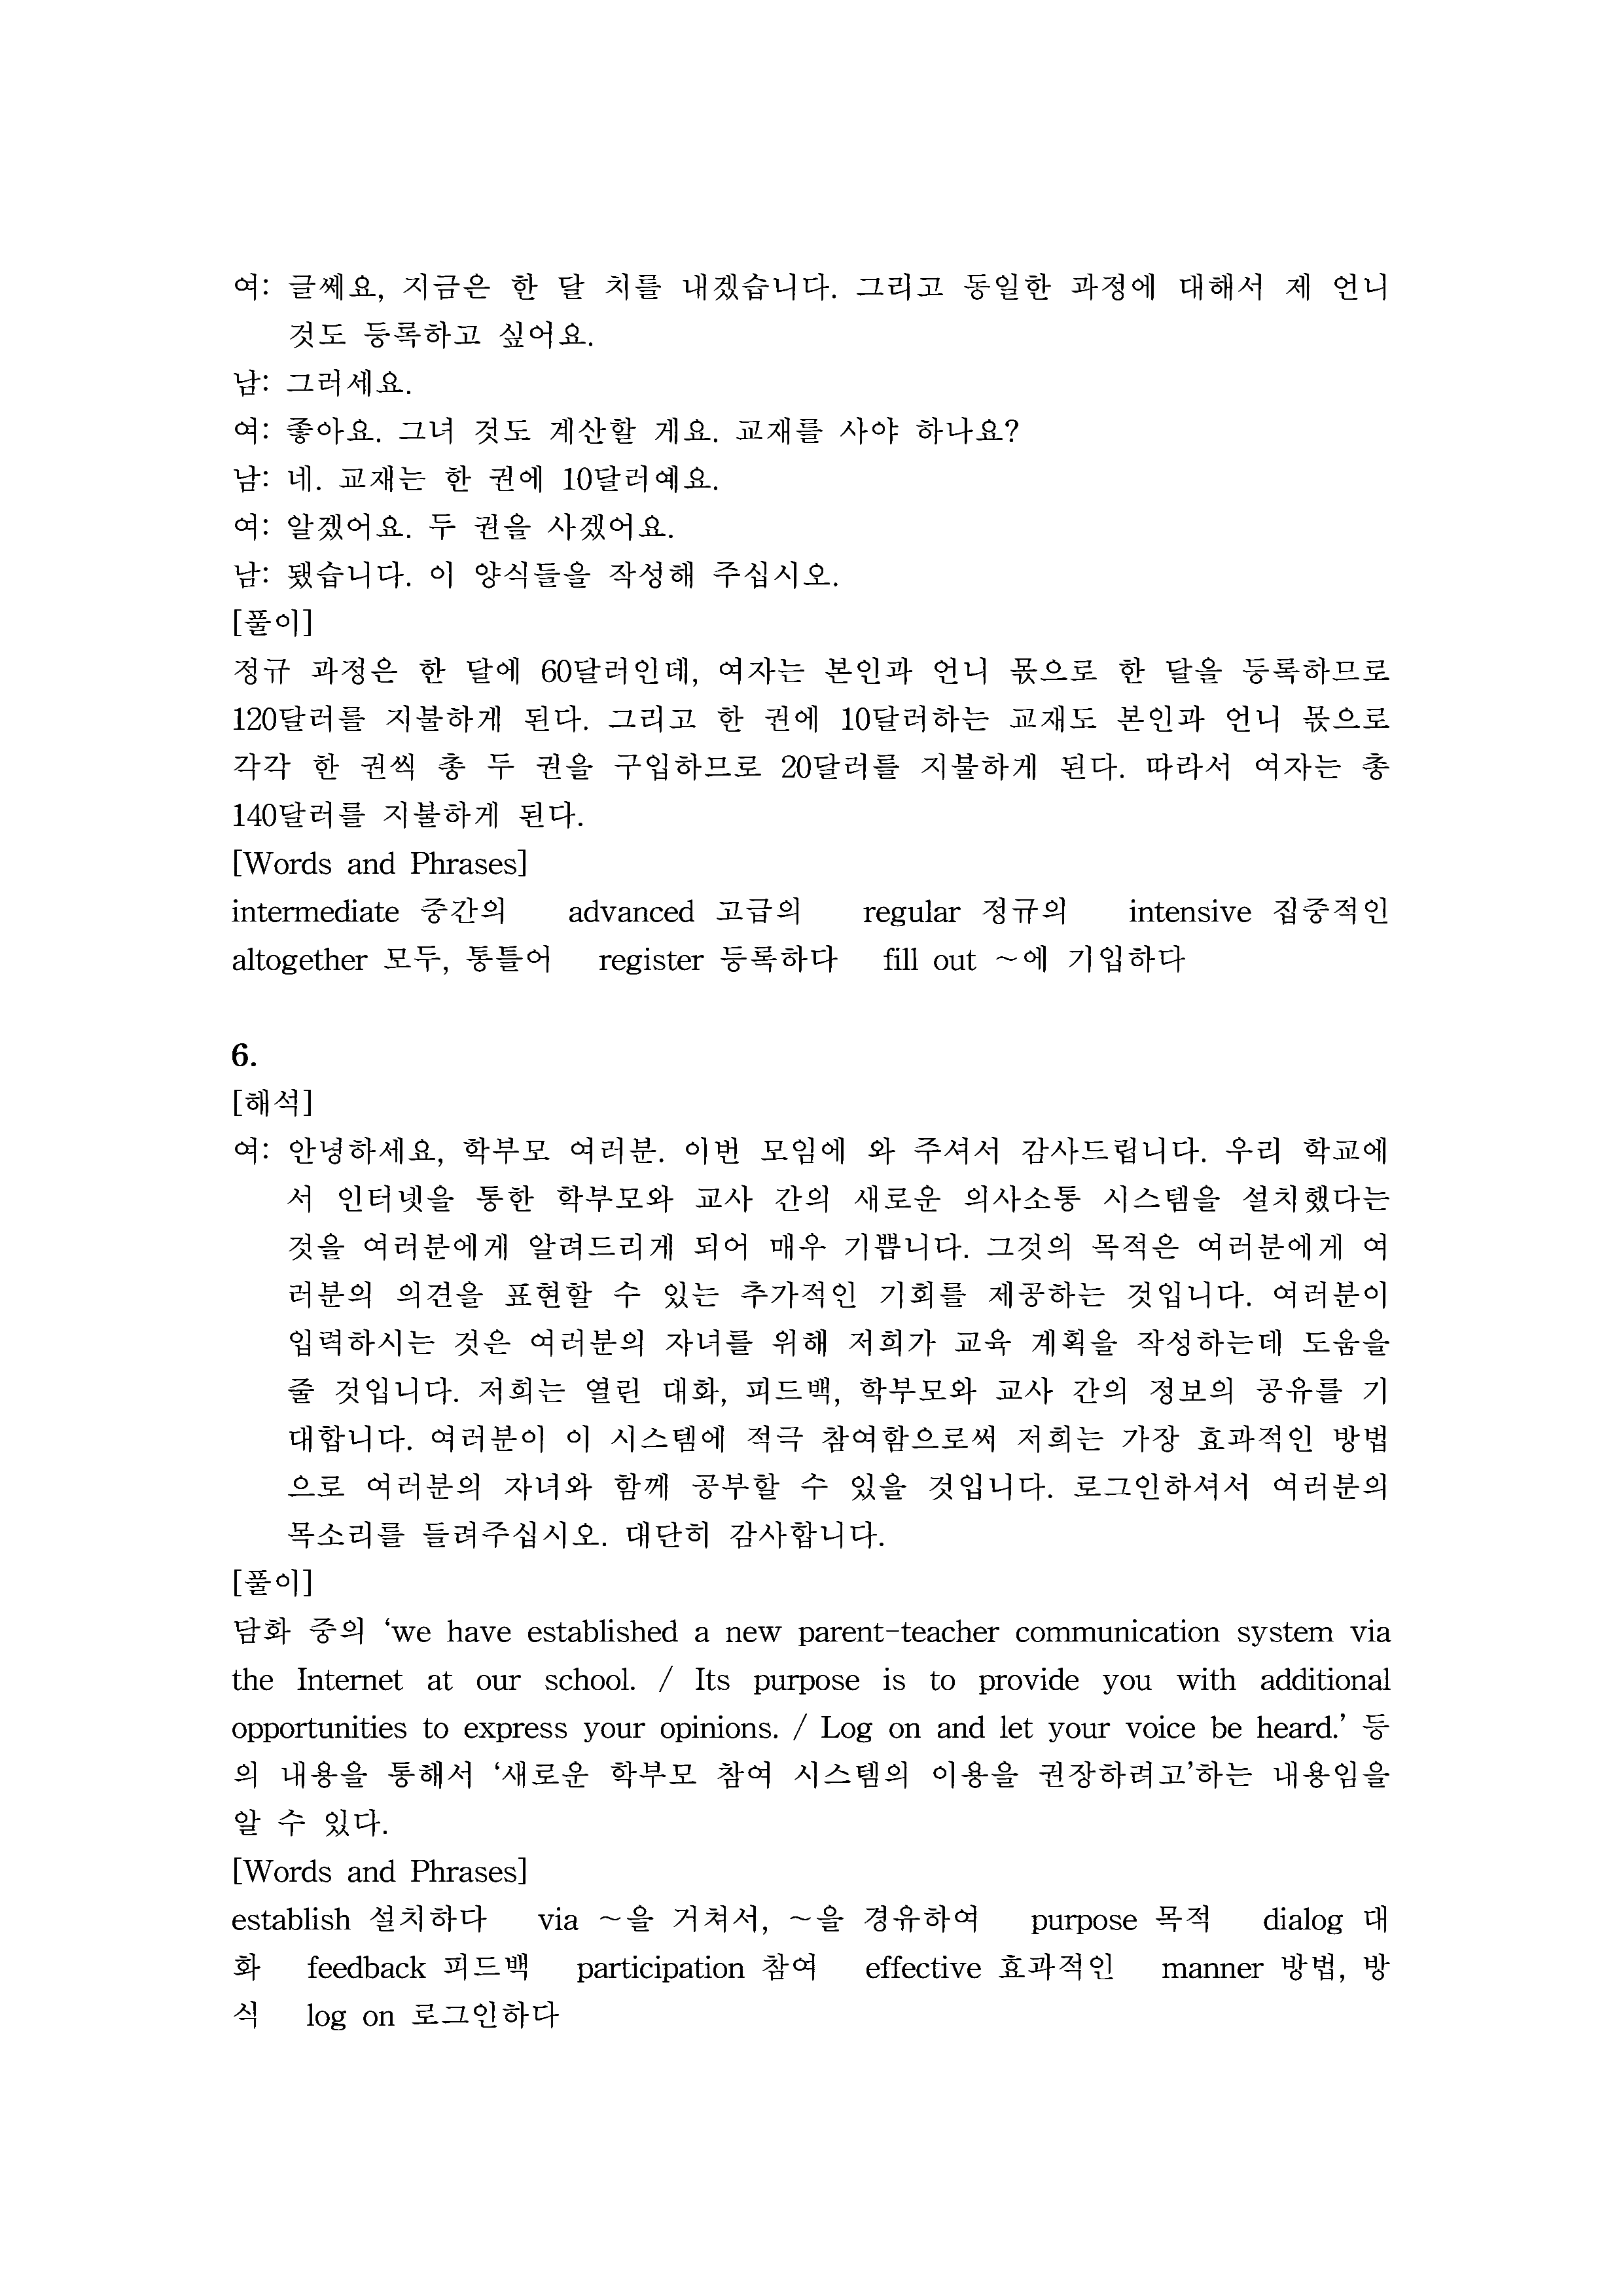 여: 글쎄요, 지금은 한 달 치를 내겠습니다. 그리고 동일한 과정에 대해서 제 언니
것도 등록하고 싶어요.
남: 그러세요.
여: 좋아요. 그녀 것도 계산할 게요. 교재를 사야 하나요?
남: 네. 교재는 한 권에 10달러예요.
여: 알겠어요. 두 권을 사겠어요.
남: 됐습니다. 이 양식들을 작성해 주십시오.
[풀이]
정규 과정은 한 달에 60달러인데, 여자는 본인과 언니 몫으로 한 달을 등록하므로
120달러를 지불하게 된다. 그리고 한 권에 10달러하는 교재도 본인과 언니 몫으로
각각 한 권씩 총 두 권을 구입하므로 20달러를 지불하게 된다. 따라서 여자는 총
140달러를 지불하게 된다.
[Words and Phrases]
intermediate 중간의 advanced 고급의 regular 정규의 intensive 집중적인
altogether 모두, 통틀어 register 등록하다 fill out ~에 기입하다
6.
[해석]
여: 안녕하세요, 학부모 여러분. 이번 모임에 와 주셔서 감사드립니다. 우리 학교에
서 인터넷을 통한 학부모와 교사 간의 새로운 의사소통 시스템을 설치했다는
것을 여러분에게 알려드리게 되어 매우 기쁩니다. 그것의 목적은 여러분에게 여
러분의 의견을 표현할 수 있는 추가적인 기회를 제공하는 것입니다. 여러분이
입력하시는 것은 여러분의 자녀를 위해 저희가 교육 계획을 작성하는데 도움을
줄 것입니다. 저희는 열린 대화, 피드백, 학부모와 교사 간의 정보의 공유를 기
대합니다. 여러분이 이 시스템에 적극 참여함으로써 저희는 가장 효과적인 방법
으로 여러분의 자녀와 함께 공부할 수 있을 것입니다. 로그인하셔서 여러분의
목소리를 들려주십시오. 대단히 감사합니다.
[풀이]
담화 중의 ‘we have established a new parent-teacher communication system via
the Internet at our school. / Its purpose is to provide you with additional
opportunities to express your opinions. / Log on and let your voice be heard.’ 등
의 내용을 통해서 ‘새로운 학부모 참여 시스템의 이용을 권장하려고’하는 내용임을
알 수 있다.
[Words and Phrases]
establish 설치하다 via ~을 거쳐서, ~을 경유하여 purpose 목적 dialog 대
화 feedback 피드백 participation 참여 effective 효과적인 manner 방법, 방
식 log on 로그인하다